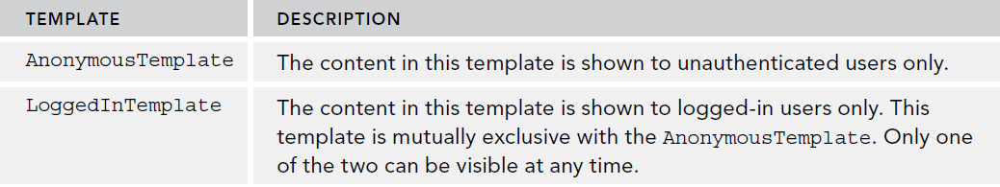 TEMPLATE DESCRIPTION
AnonymousTemplate The content in this template is shown to unauthenticated users only.
LoggedInTemplate The content in this template is shown to logged-in users only. This
template is mutually exclusive with the AnonymousTemplate. Only one
of the two can be visible at any time.